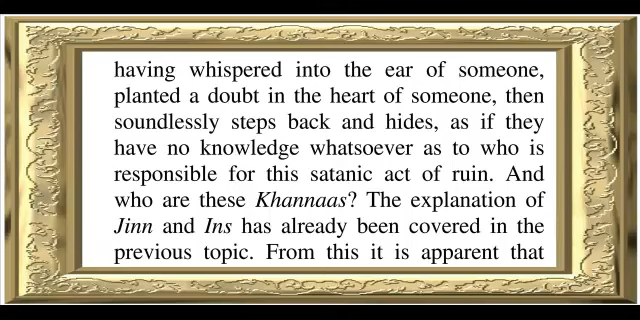 having whispered into the ear of someone,
planted a doubt in the heart of someone, then
soundlessly steps back and hides, as if they
have no knowledge whatsoever as to who is
responsible for this satanic act of ruin. And
who are these Khannaas? The explanation of
Jinn and Ins has already been covered in the
previous topic. From this it is apparent that